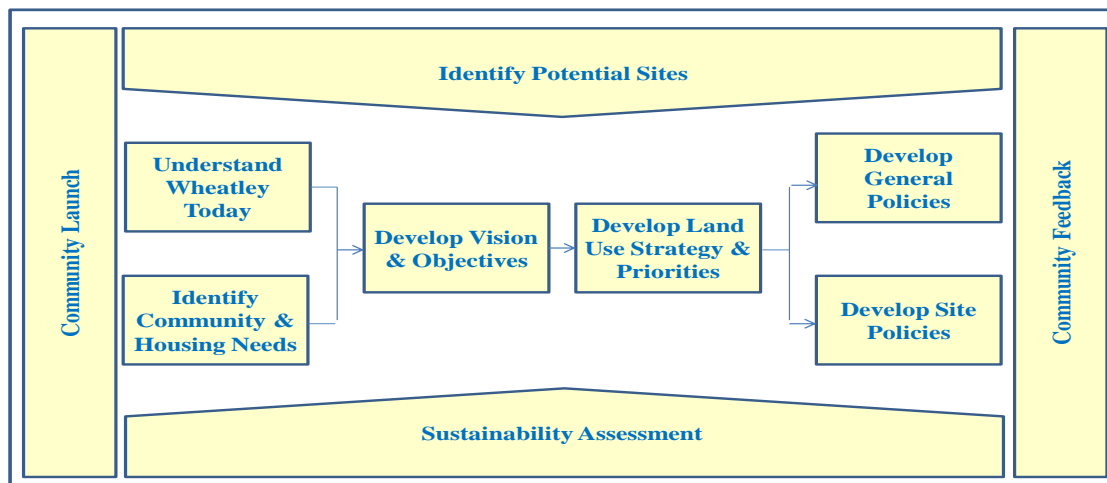 Community Launch
Identify Potential Sites
Understand
Wheatley
Today
Identify
Community &
Housing Needs
Develop Vision
& Objectives
Develop Land
Use Strategy &
Priorities
Develop
General
Policies
Develop Site
Policies
Sustainability Assessment
Community Feedback